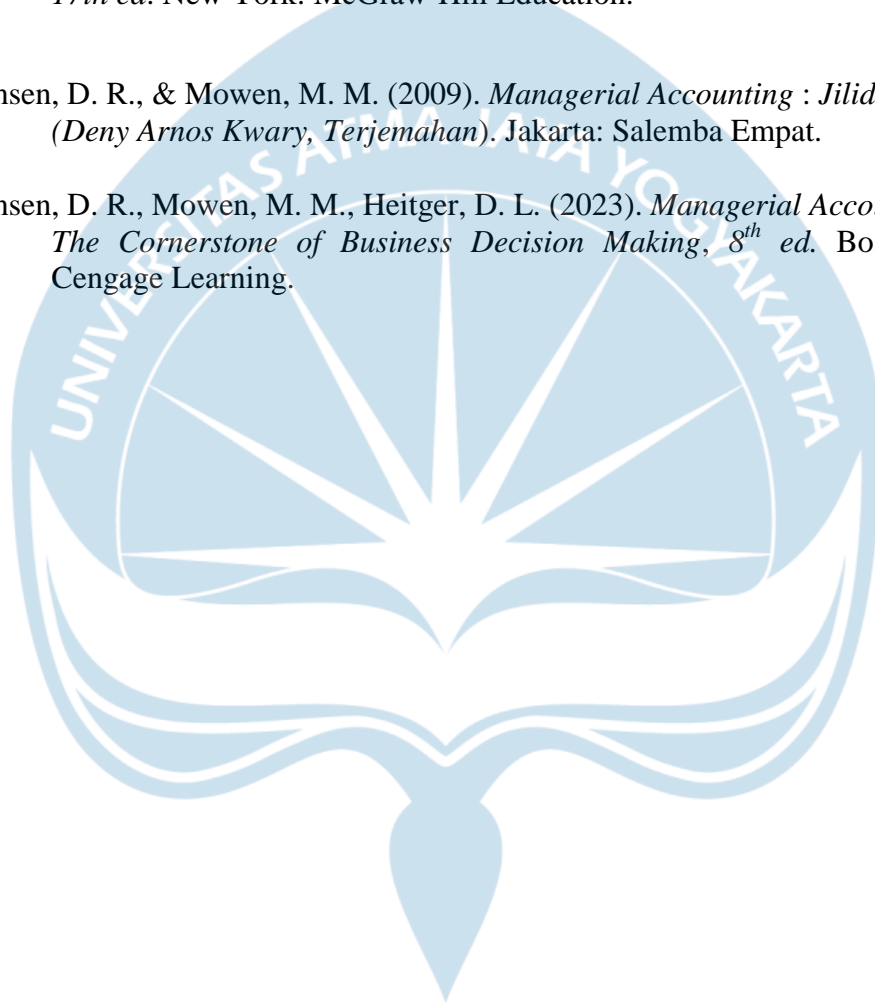 17th ed. New York: McGraw-Hill Education.
nsen, D. R., & Mowen, M. M. (2009). Managerial Accounting : Jilid
(Deny Arnos Kwary, Terjemahan). Jakarta: Salemba Empat.
nsen, D. R., Mowen, M. M., Heitger, D. L. (2023). Managerial Acco
The Cornerstone of Business Decision Making, 8th ed. Bo
Cengage Learning.
UNIVERSITAS ATMA JAYA YOGYAKARTA